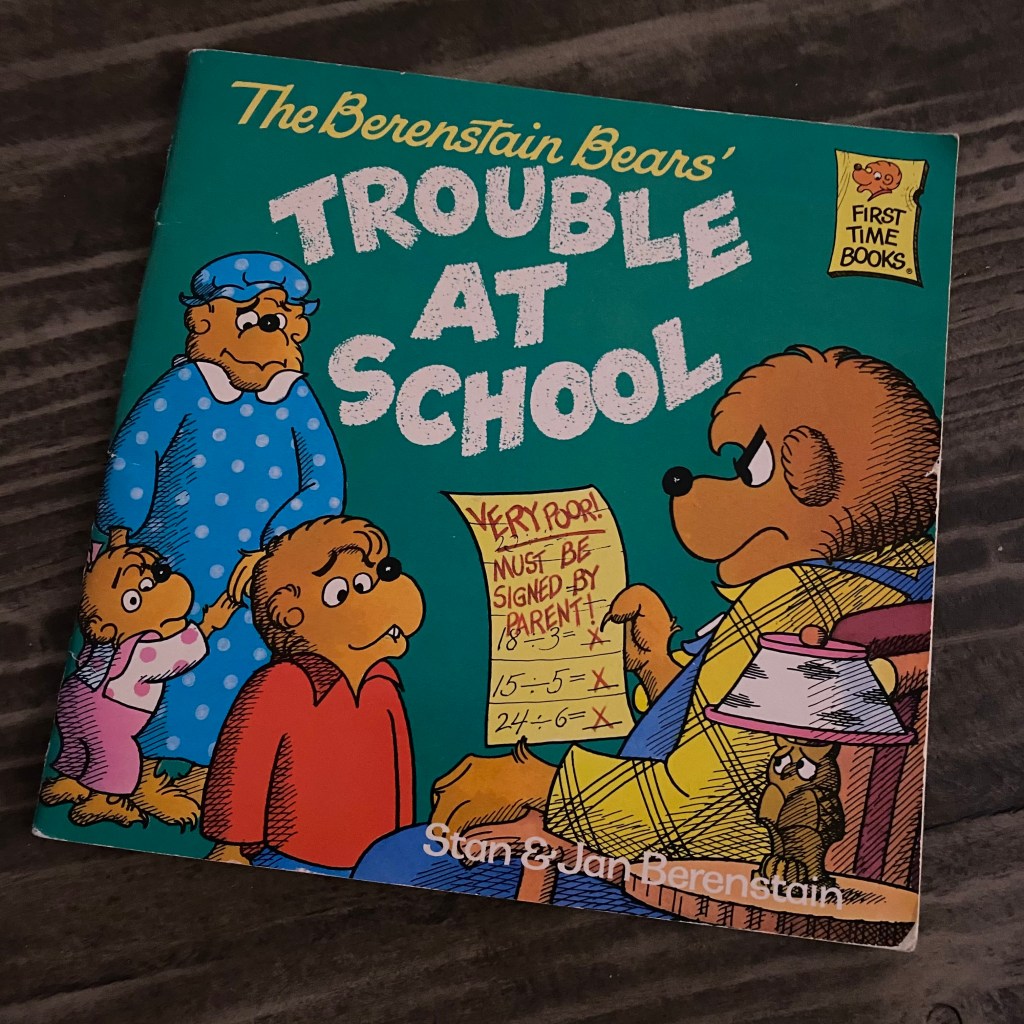 The Berenstain Bears'
TROUBLE
AT
SCHOOL
FIRST
TIME
BOOKS®
VERY POOR!
MUST BE
SIGNED BY
PARENT!
18÷3= X
15÷5= X
24÷6= X
Stan & Jan Berenstain